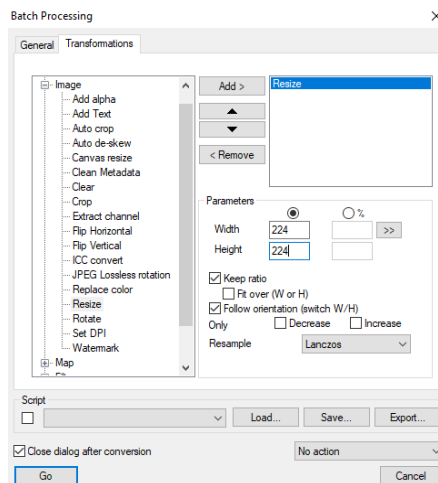 Batch Processing
General
Transformations
Image
Add alpha
Add Text
Auto crop
Auto de-skew
Canvas resize
Clean Metadata
Clear
Crop
Extract channel
Flip Horizontal
Flip Vertical
ICC convert
JPEG Lossless rotation
Replace color
Resize
Rotate
Set DPI
Watermark
Map
Add >
< Remove
Resize
Parameters
%
Width 224 >>
Height 224
Keep ratio
Fit over (W or H)
Follow orientation (switch W/H)
Only Decrease Increase
Resample Lanczos
Script
Load... Save... Export...
Close dialog after conversion No action
Go Cancel